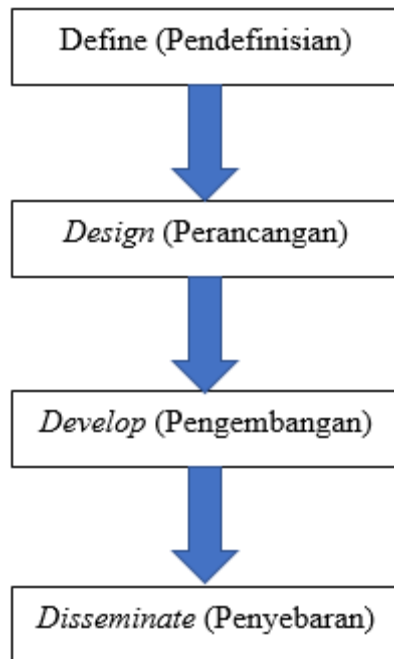 Define (Pendefinisian)
Design (Perancangan)
Develop (Pengembangan)
Disseminate (Penyebaran)